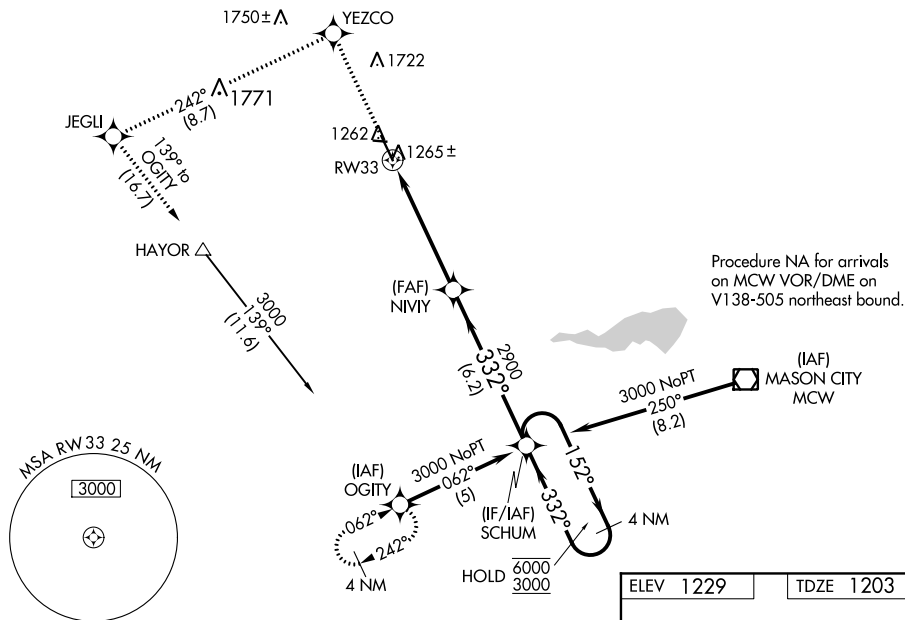 1750±
YEZCO
1722
242°
(8.7)
1771
JEGLI
139° to
OGITY
(16.7)
1262
1265±
RW33
HAYOR
3000
139°
(11.6)
(FAF)
NIVIY
Procedure NA for arrivals
on MCW VOR/DME on
V138-505 northeast bound.
2900
332°
(6.2)
(IAF)
MASON CITY
MCW
3000 NoPT
250°
(8.2)
MSA RW33 25 NM
3000
(IAF)
OGITY
3000 NoPT
062°
(5)
062°
242°
4 NM
(IF/IAF)
SCHUM
152°
332°
4 NM
HOLD 6000
3000
ELEV 1229
TDZE 1203